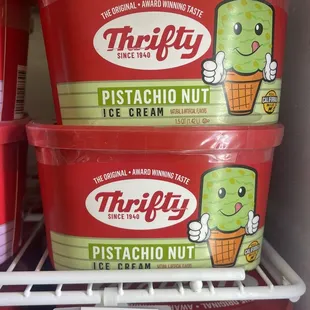 THE ORIGINAL • AWARD WINNING TASTE
Thrifty
SINCE 1940
PISTACHIO NUT
ICE CREAM
THE ORIGINAL • AWARD WINNING TASTE
Thrifty
SINCE 1940
PISTACHIO NUT
ICE CREAM